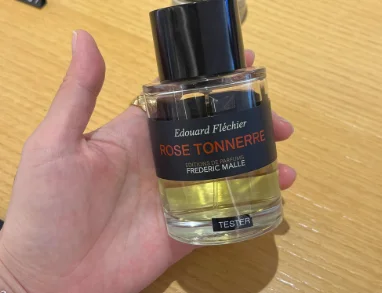 Edouard Fléchier
ROSE TONNERRE
EDITIONS DE PARFUMS
FREDERIC MALLE
TESTER